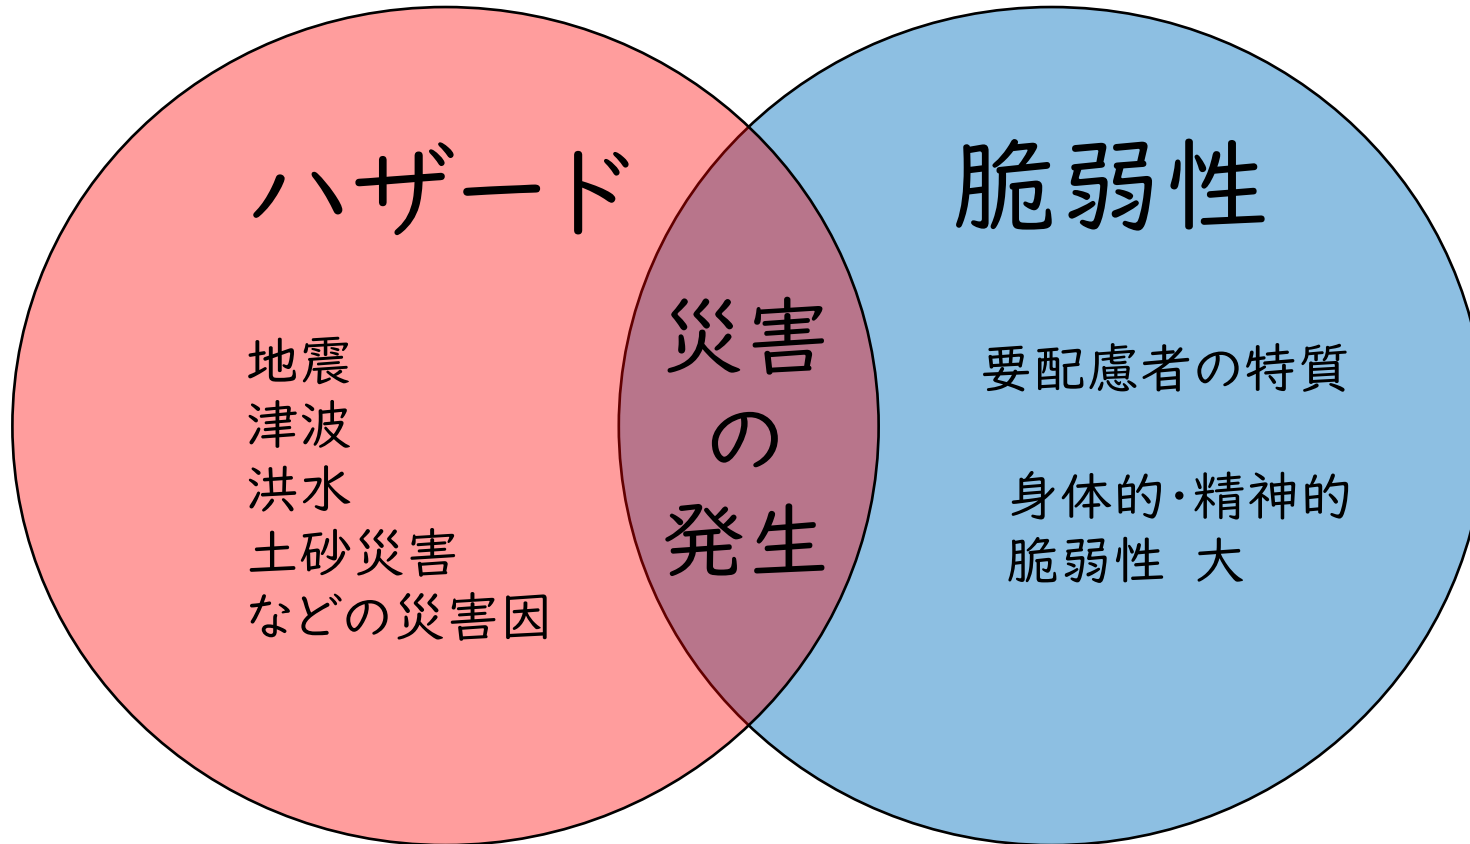 ハザード
地震
津波
洪水
土砂災害
などの災害因
災害
の
発生
脆弱性
要配慮者の特質
身体的・精神的
脆弱性 大